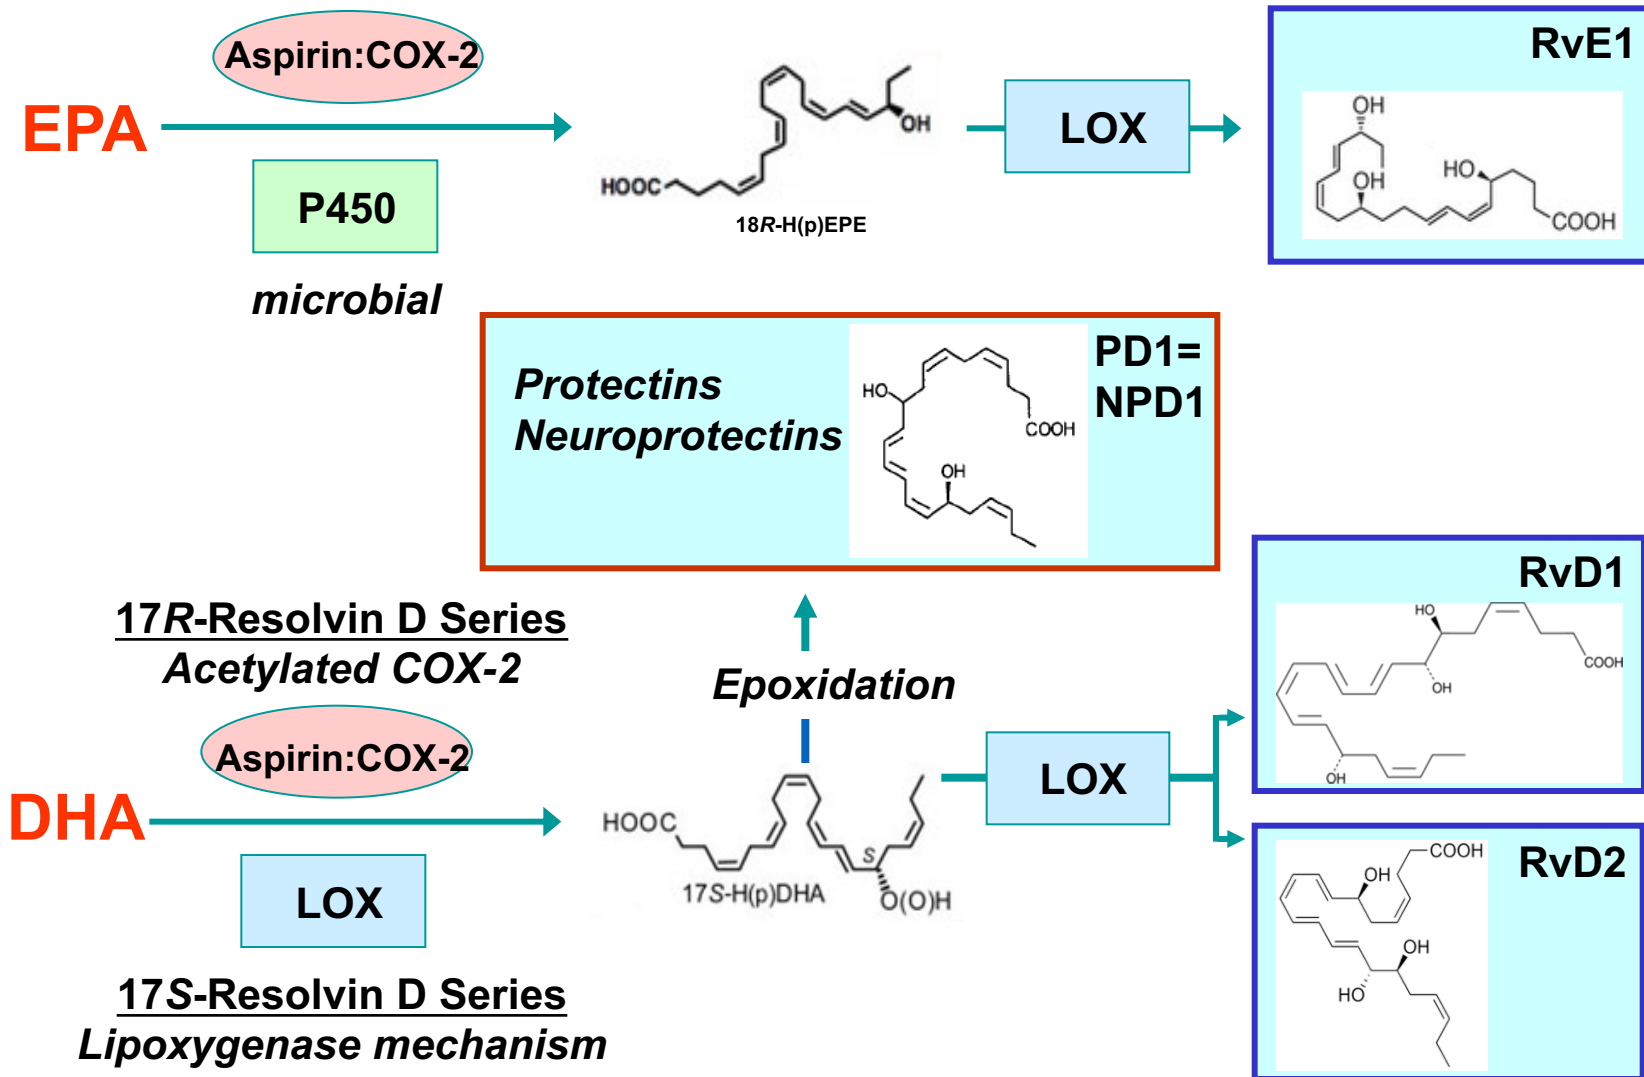 Aspirin:COX-2
EPA
P450
microbial
HOOC
OH
18R-H(p)EPE
LOX
RvE1
OH
OH
HO
COOH
Protectins
Neuroprotectins
HO
COOH
OH
PD1=
NPD1
17R-Resolvin D Series
Acetylated COX-2
Aspirin:COX-2
DHA
LOX
17S-Resolvin D Series
Lipoxygenase mechanism
Epoxidation
HOOC
S
17S-H(p)DHA
O(O)H
LOX
RvD1
HO
COOH
OH
OH
RvD2
COOH
OH
OH
HO